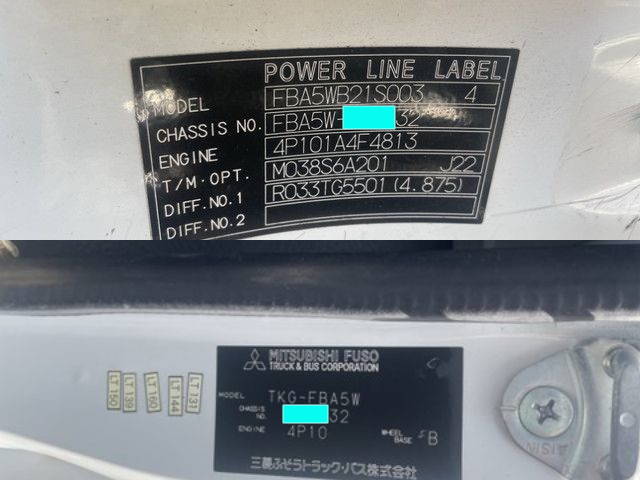 POWER LINE LABEL
MODEL FBA5WB21S003 4
CHASSIS NO. FBA5W- 32
ENGINE 4P101A4F4813
T/M·OPT. M038S6A201 J22
DIFF.NO.1 R033TG5501(4.875)
DIFF.NO.2
MITSUBISHI FUSO
TRUCK & BUS CORPORATION
MODEL TKG-FBA5W
CHASSIS NO. 32
ENGINE 4P10 WHEEL BASE B
三菱ふそうトラック・バス株式会社
LT150
LT139
LT160
LT144
LT131
AISIN